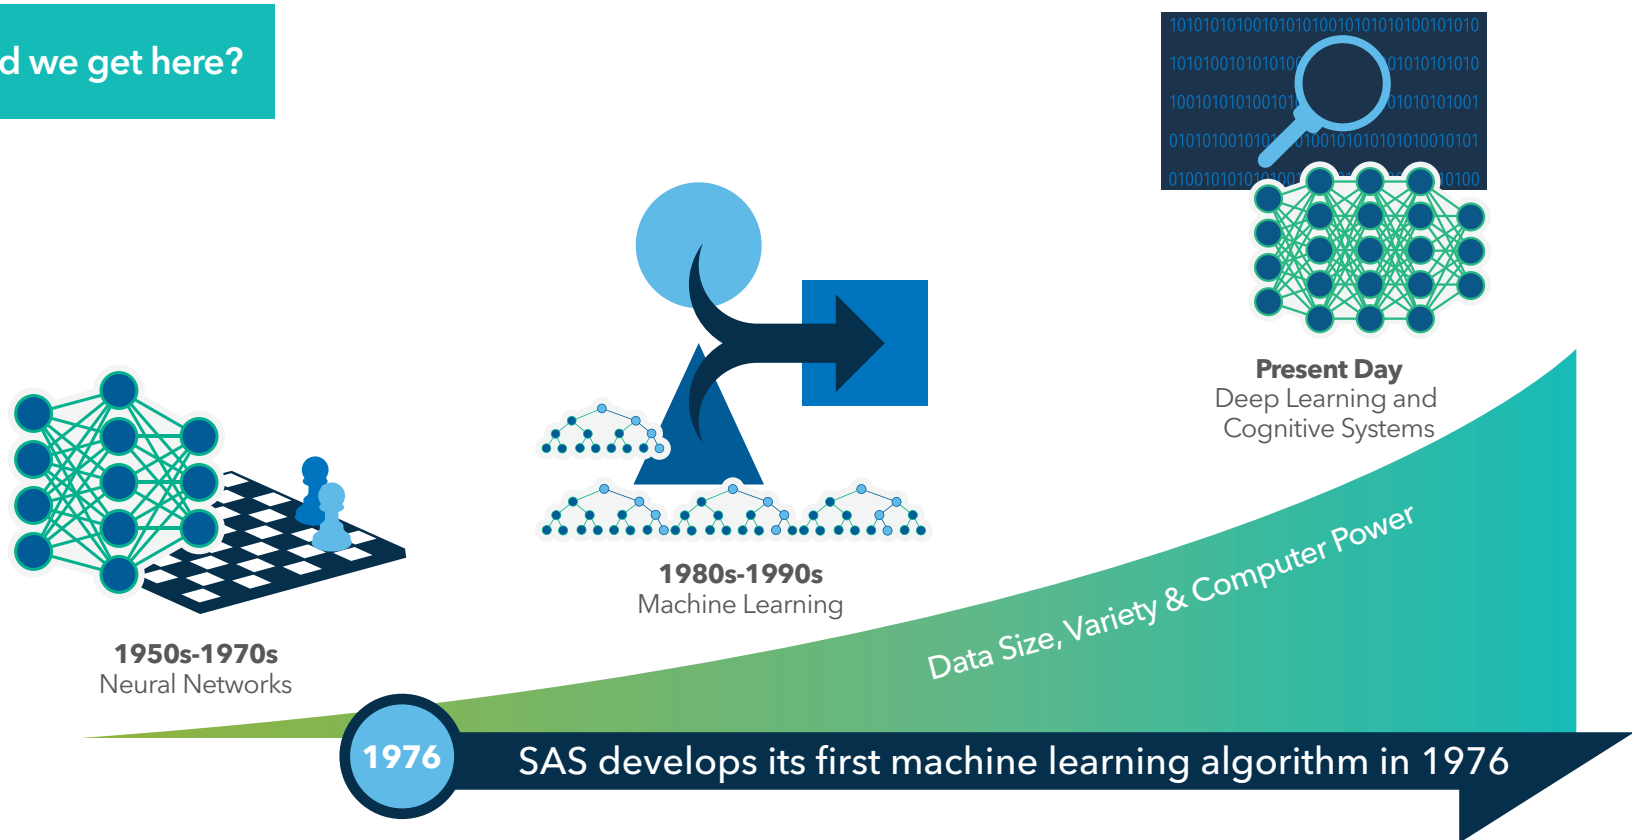 d we get here?
1010101010010101010010101010100101010
1950s-1970s
Neural Networks
1980s-1990s
Machine Learning
Present Day
Deep Learning and
Cognitive Systems
Data Size, Variety & Computer Power
1976
SAS develops its first machine learning algorithm in 1976